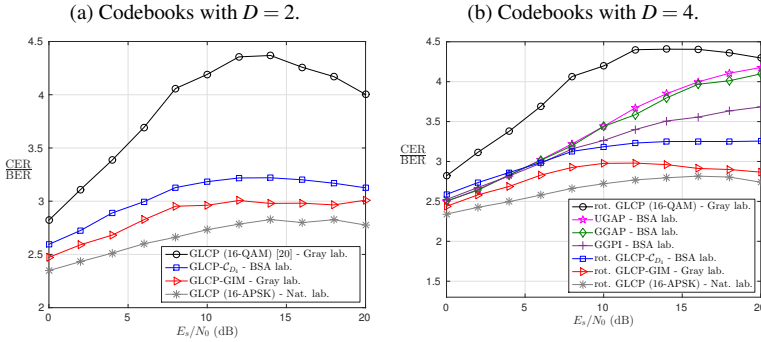 (a) Codebooks with D = 2.
4.5
4
3.5
3
2.5
2
CER
BER
0
5
10
15
20
E_s/N_0 (dB)
GLCP (16-QAM) [20] - Gray lab.
GLCP-C_{D_4} - BSA lab.
GLCP-GIM - Gray lab.
GLCP (16-APSK) - Nat. lab.
(b) Codebooks with D = 4.
4.5
4
3.5
3
2.5
2
1.5
CER
BER
0
5
10
15
20
E_s/N_0 (dB)
rot. GLCP (16-QAM) - Gray lab.
UGAP - BSA lab.
GGAP - BSA lab.
GGPI - BSA lab.
rot. GLCP-C_{D_4} - BSA lab.
rot. GLCP-GIM - Gray lab.
rot. GLCP (16-APSK) - Nat. lab.